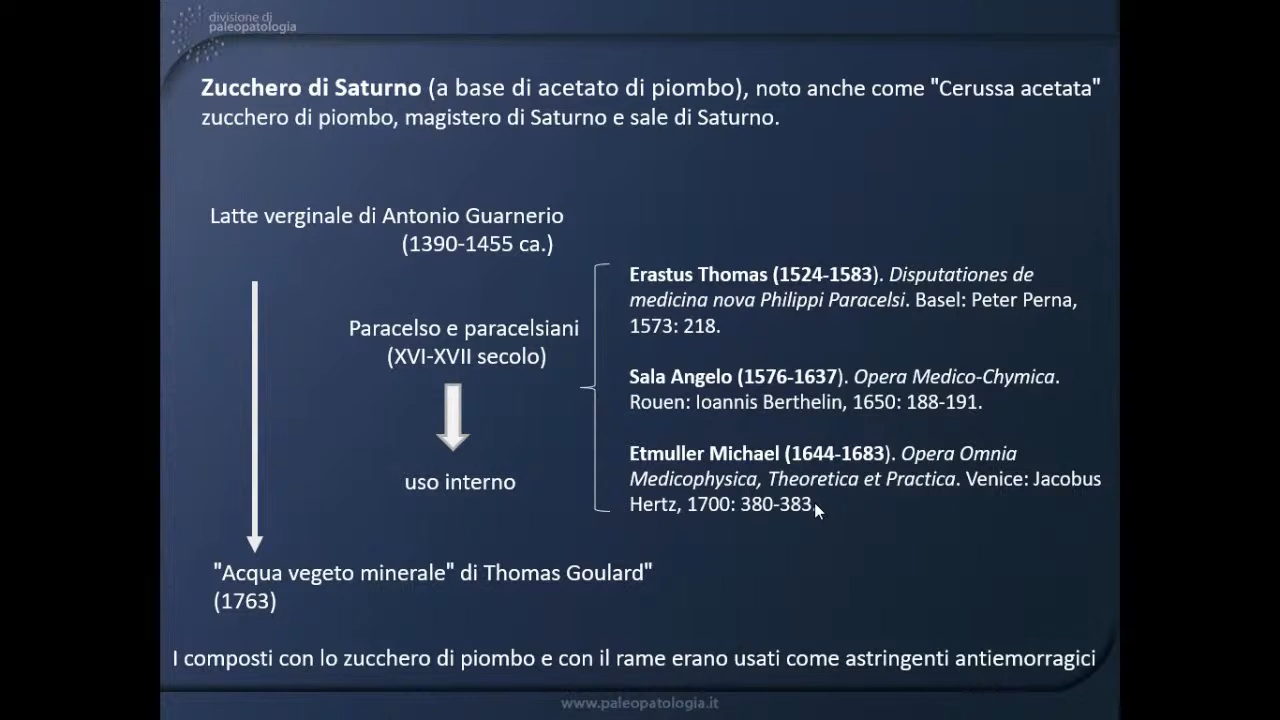 divisione di
paleopatologia
Zucchero di Saturno (a base di acetato di piombo), noto anche come "Cerussa acetata"
zucchero di piombo, magistero di Saturno e sale di Saturno.
Latte verginale di Antonio Guarnerio
(1390-1455 ca.)
Paracelso e paracelsiani
(XVI-XVII secolo)
uso interno
Erastus Thomas (1524-1583). Disputationes de
medicina nova Philippi Paracelsi. Basel: Peter Perna,
1573: 218.
Sala Angelo (1576-1637). Opera Medico-Chymica.
Rouen: Ioannis Berthelin, 1650: 188-191.
Etmuller Michael (1644-1683). Opera Omnia
Medicophysica, Theoretica et Practica. Venice: Jacobus
Hertz, 1700: 380-383.
"Acqua vegeto minerale" di Thomas Goulard"
(1763)
I composti con lo zucchero di piombo e con il rame erano usati come astringenti antiemorragici
www.paleopatologia.it